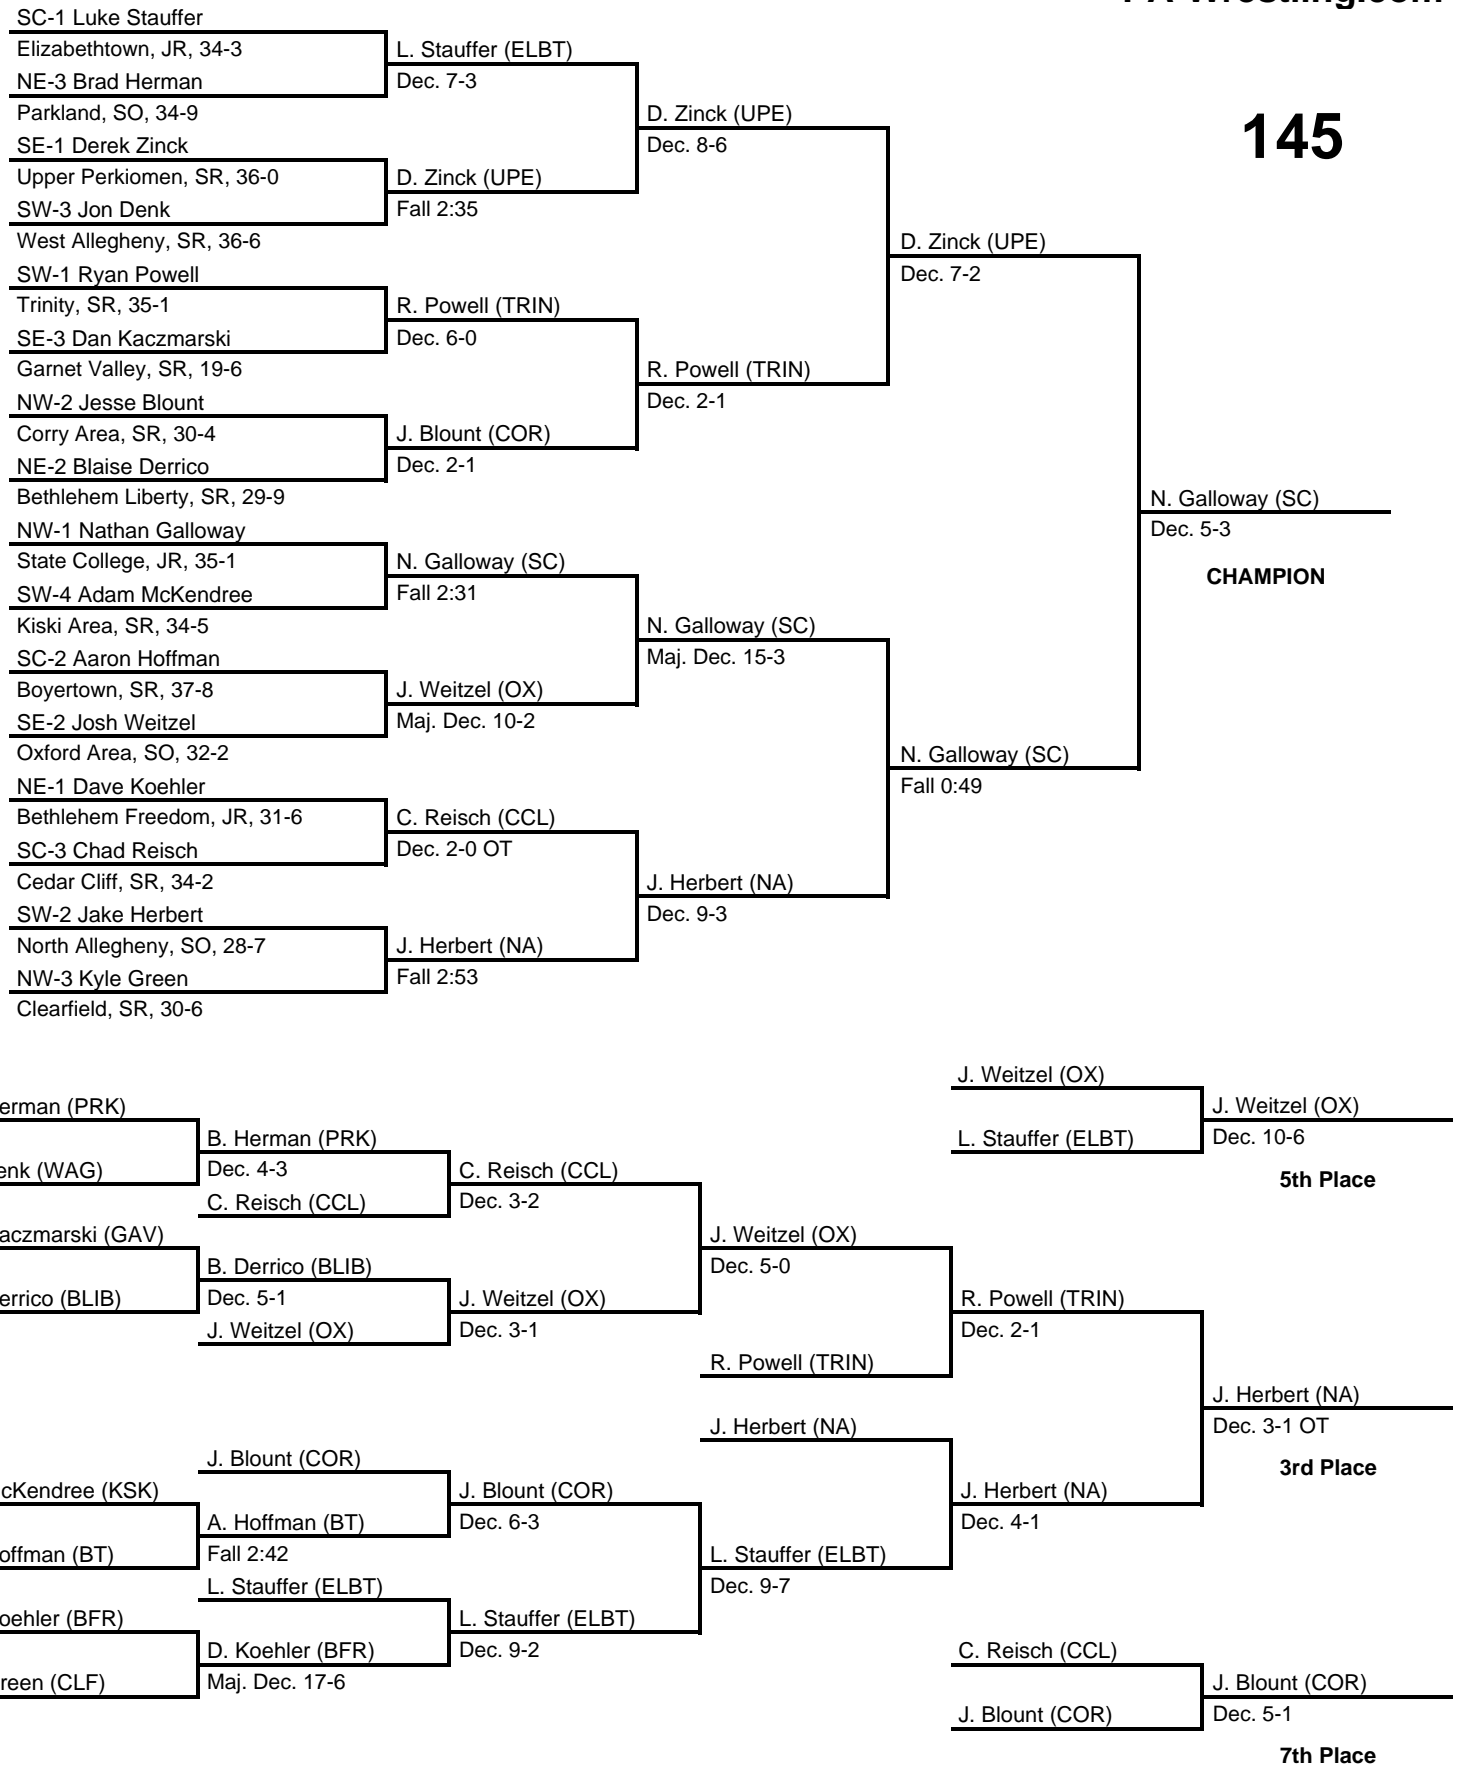 145
SC-1 Luke Stauffer
Elizabethtown, JR, 34-3
NE-3 Brad Herman
Parkland, SO, 34-9
SE-1 Derek Zinck
Upper Perkiomen, SR, 36-0
SW-3 Jon Denk
West Allegheny, SR, 36-6
SW-1 Ryan Powell
Trinity, SR, 35-1
SE-3 Dan Kaczmarski
Garnet Valley, SR, 19-6
NW-2 Jesse Blount
Corry Area, SR, 30-4
NE-2 Blaise Derrico
Bethlehem Liberty, SR, 29-9
NW-1 Nathan Galloway
State College, JR, 35-1
SW-4 Adam McKendree
Kiski Area, SR, 34-5
SC-2 Aaron Hoffman
Boyertown, SR, 37-8
SE-2 Josh Weitzel
Oxford Area, SO, 32-2
NE-1 Dave Koehler
Bethlehem Freedom, JR, 31-6
SC-3 Chad Reisch
Cedar Cliff, SR, 34-2
SW-2 Jake Herbert
North Allegheny, SO, 28-7
NW-3 Kyle Green
Clearfield, SR, 30-6
L. Stauffer (ELBT)
Dec. 7-3
D. Zinck (UPE)
Fall 2:35
R. Powell (TRIN)
Dec. 6-0
J. Blount (COR)
Dec. 2-1
N. Galloway (SC)
Fall 2:31
J. Weitzel (OX)
Maj. Dec. 10-2
C. Reisch (CCL)
Dec. 2-0 OT
J. Herbert (NA)
Fall 2:53
D. Zinck (UPE)
Dec. 8-6
R. Powell (TRIN)
Dec. 2-1
N. Galloway (SC)
Maj. Dec. 15-3
J. Herbert (NA)
Dec. 9-3
D. Zinck (UPE)
Dec. 7-2
N. Galloway (SC)
Fall 0:49
N. Galloway (SC)
Dec. 5-3
CHAMPION
erman (PRK)
enk (WAG)
aczmarski (GAV)
errico (BLIB)
cKendree (KSK)
offman (BT)
oehler (BFR)
reen (CLF)
B. Herman (PRK)
Dec. 4-3
C. Reisch (CCL)
B. Derrico (BLIB)
Dec. 5-1
J. Weitzel (OX)
J. Blount (COR)
A. Hoffman (BT)
Fall 2:42
L. Stauffer (ELBT)
D. Koehler (BFR)
Maj. Dec. 17-6
C. Reisch (CCL)
Dec. 3-2
J. Weitzel (OX)
Dec. 3-1
J. Blount (COR)
Dec. 6-3
L. Stauffer (ELBT)
Dec. 9-2
J. Weitzel (OX)
Dec. 5-0
R. Powell (TRIN)
J. Herbert (NA)
L. Stauffer (ELBT)
Dec. 9-7
R. Powell (TRIN)
Dec. 2-1
J. Herbert (NA)
Dec. 4-1
J. Herbert (NA)
Dec. 3-1 OT
3rd Place
J. Weitzel (OX)
L. Stauffer (ELBT)
J. Weitzel (OX)
Dec. 10-6
5th Place
C. Reisch (CCL)
J. Blount (COR)
J. Blount (COR)
Dec. 5-1
7th Place